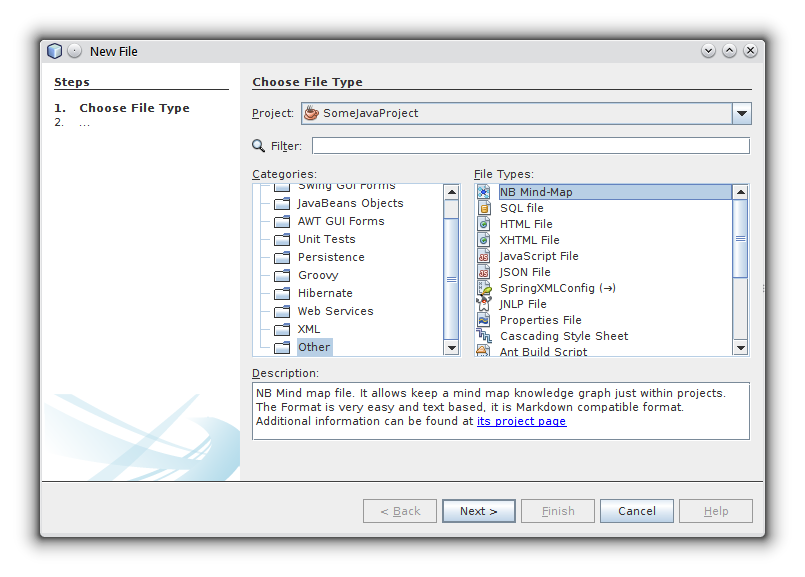 New File
Steps
1. Choose File Type
2. ...
Choose File Type
Project: SomeJavaProject
Filter:
Categories:
Swing GUI Forms
JavaBeans Objects
AWT GUI Forms
Unit Tests
Persistence
Groovy
Hibernate
Web Services
XML
Other
File Types:
NB Mind-Map
SQL file
HTML File
XHTML File
JavaScript File
JSON File
SpringXMLConfig (→)
JNLP File
Properties File
Cascading Style Sheet
Ant Build Script
Description:
NB Mind map file. It allows keep a mind map knowledge graph just within projects.
The Format is very easy and text based, it is Markdown compatible format.
Additional information can be found at its project page
< Back
Next >
Finish
Cancel
Help